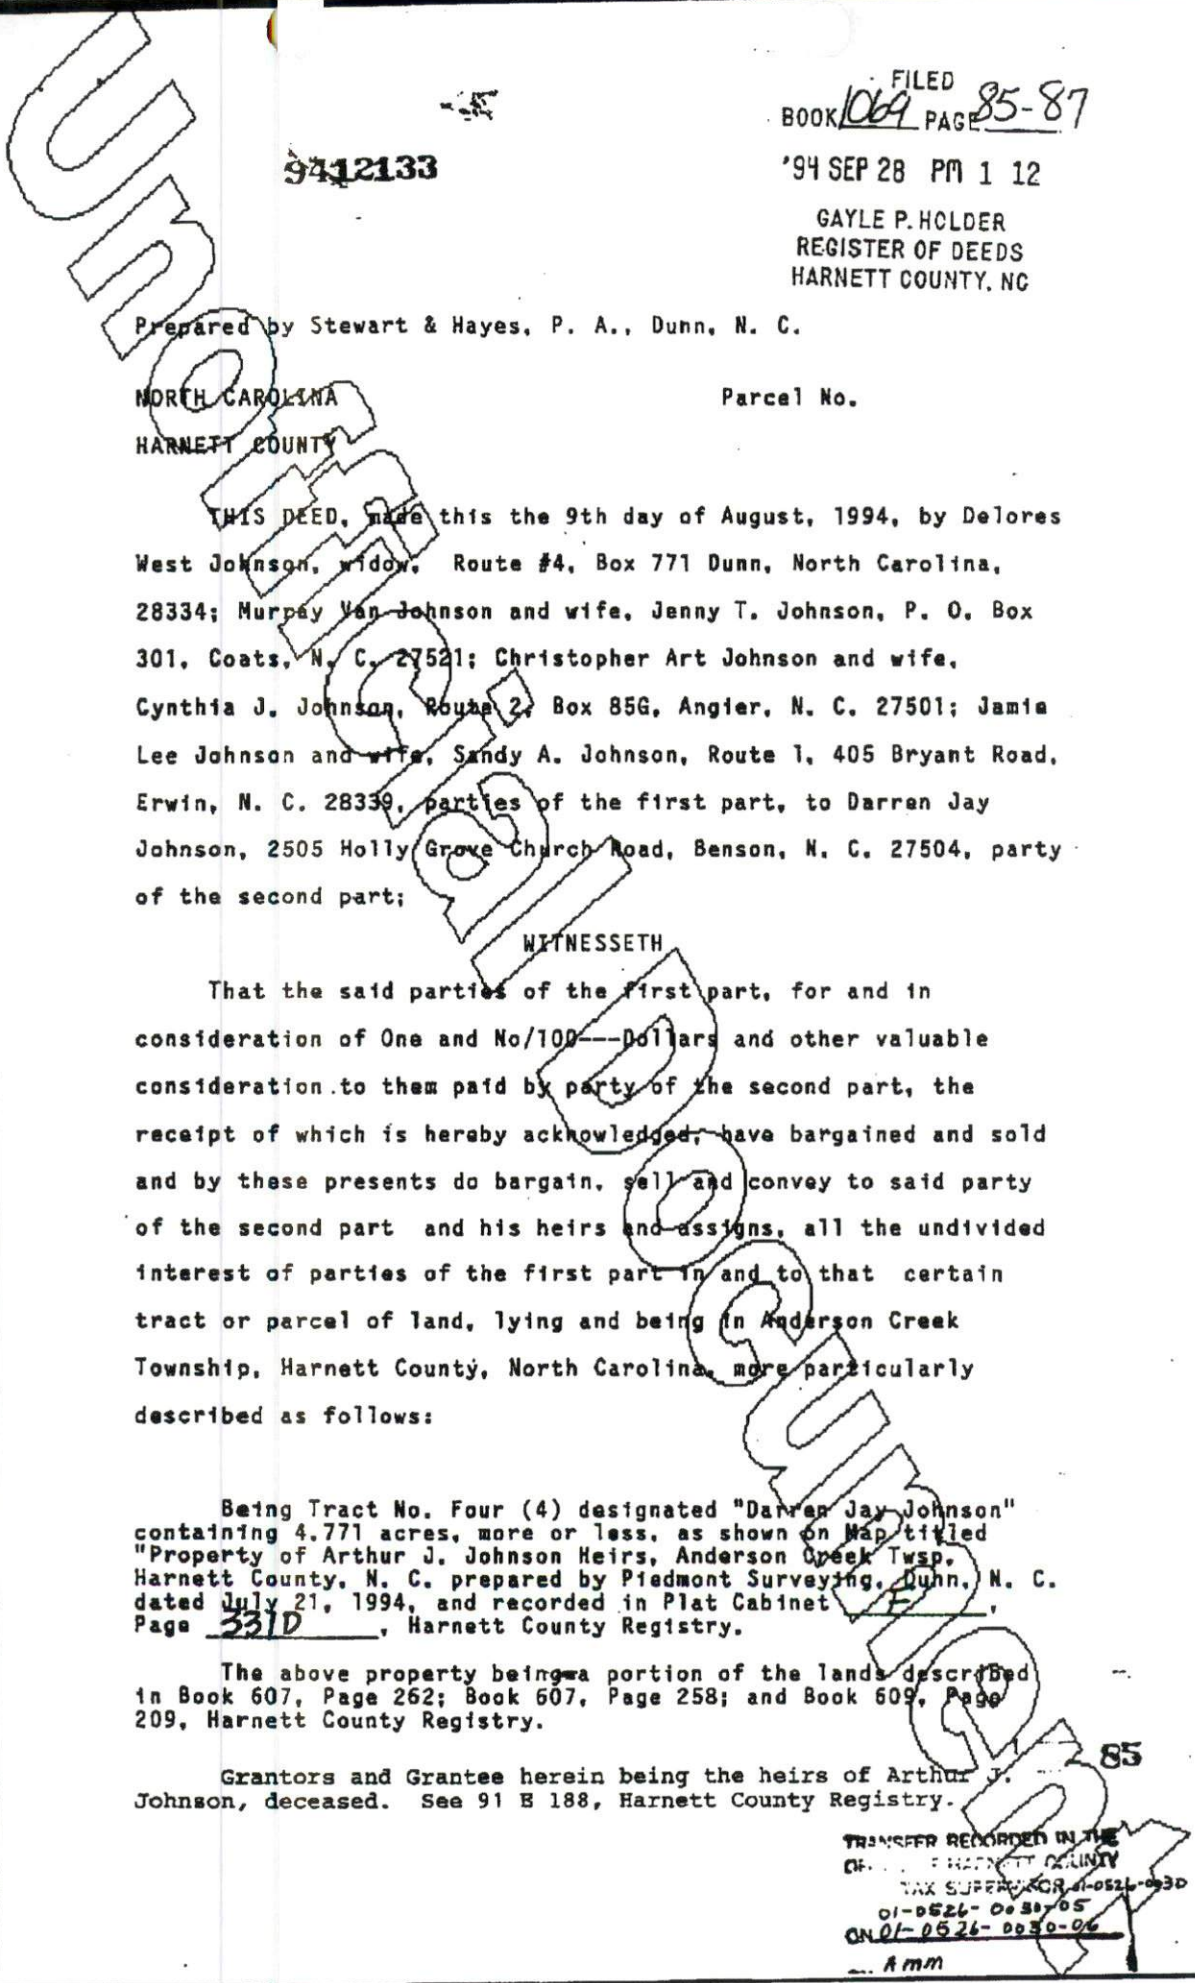 FILED
BOOK 1069 PAGE 85-87
9412133
'94 SEP 28 PM 1 12
GAYLE P. HOLDER
REGISTER OF DEEDS
HARNETT COUNTY, NC
Prepared by Stewart & Hayes, P. A., Dunn, N. C.
NORTH CAROLINA Parcel No.
HARNETT COUNTY
THIS DEED, made this the 9th day of August, 1994, by Delores
West Johnson, widow, Route #4, Box 771 Dunn, North Carolina,
28334; Murray Van Johnson and wife, Jenny T. Johnson, P. O. Box
301, Coats, N. C. 27521; Christopher Art Johnson and wife,
Cynthia J. Johnson, Route 2, Box 85G, Angier, N. C. 27501; Jamie
Lee Johnson and wife, Sandy A. Johnson, Route 1, 405 Bryant Road,
Erwin, N. C. 28339, parties of the first part, to Darren Jay
Johnson, 2505 Holly Grove Church Road, Benson, N. C. 27504, party
of the second part;
WITNESSETH
That the said parties of the first part, for and in
consideration of One and No/100---Dollars and other valuable
consideration to them paid by party of the second part, the
receipt of which is hereby acknowledged, have bargained and sold
and by these presents do bargain, sell and convey to said party
of the second part and his heirs and assigns, all the undivided
interest of parties of the first part in and to that certain
tract or parcel of land, lying and being in Anderson Creek
Township, Harnett County, North Carolina, more particularly
described as follows:
Being Tract No. Four (4) designated "Darren Jay Johnson"
containing 4.771 acres, more or less, as shown on Map titled
"Property of Arthur J. Johnson Heirs, Anderson Creek Twsp.
Harnett County, N. C. prepared by Piedmont Surveying, Dunn, N. C.
dated July 21, 1994, and recorded in Plat Cabinet F,
Page 331D, Harnett County Registry.
The above property being a portion of the lands described
in Book 607, Page 262; Book 607, Page 258; and Book 609, Page
209, Harnett County Registry.
85
Grantors and Grantee herein being the heirs of Arthur J.
Johnson, deceased. See 91 E 188, Harnett County Registry.
TRANSFER RECORDED IN THE
HARNETT COUNTY
TAX SUPERVISOR 01-0526-0030
01-0526-0030-05
ON 01-0526-0030-06
Amm
Unofficial Document